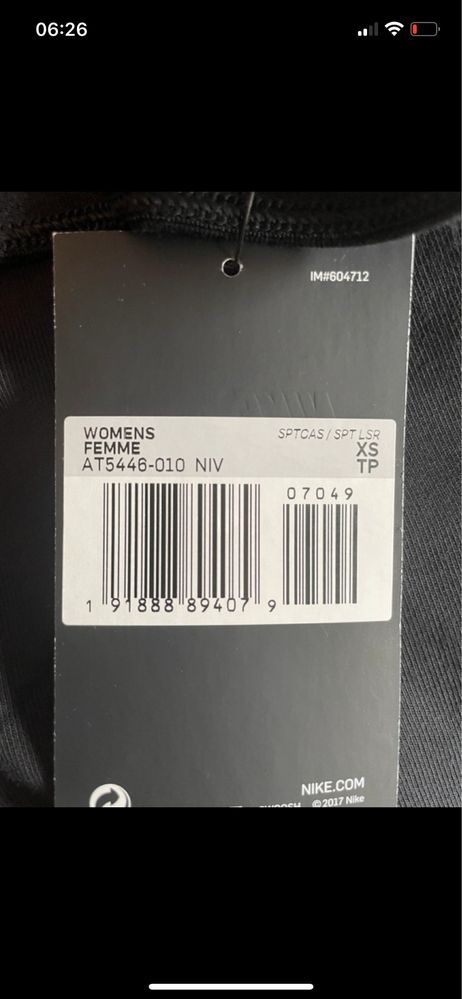 06:26
IM#604712
WOMENS
FEMME
AT5446-010 NIV
SPTCAS / SPT LSR
XS
TP
07049
1 91888 89407 9
NIKE.COM
© 2017 Nike